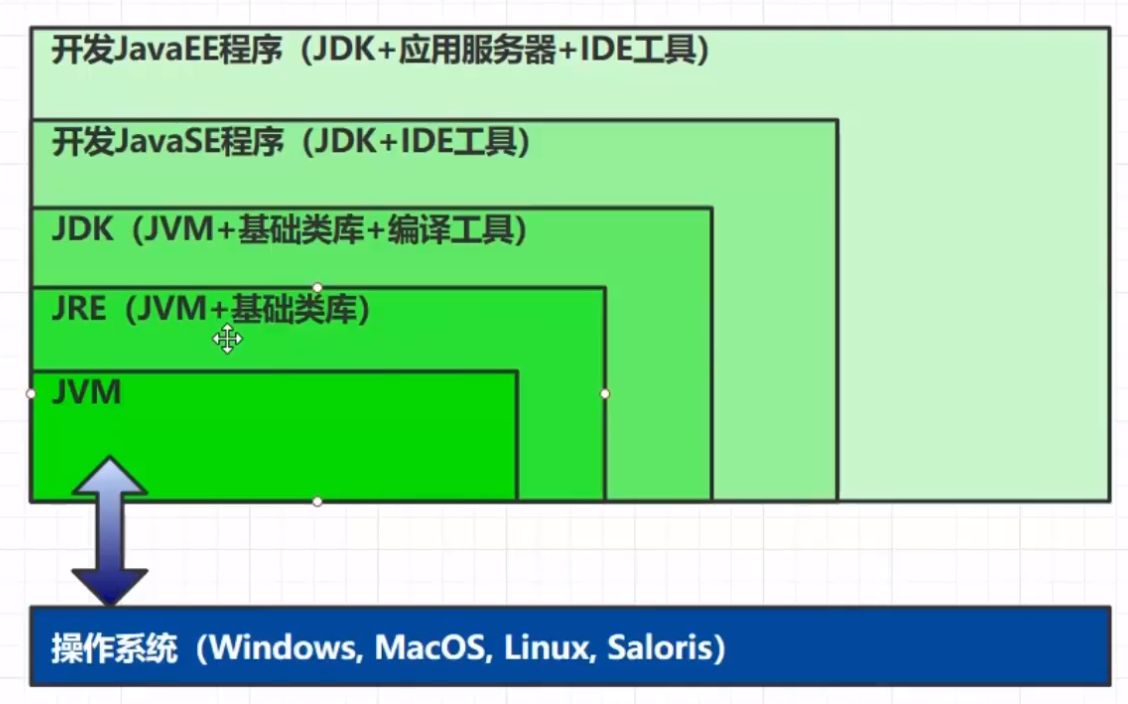 开发JavaEE程序（JDK+应用服务器+IDE工具）
开发JavaSE程序（JDK+IDE工具）
JDK（JVM+基础类库+编译工具）
JRE（JVM+基础类库）
JVM
操作系统（Windows, MacOS, Linux, Saloris）